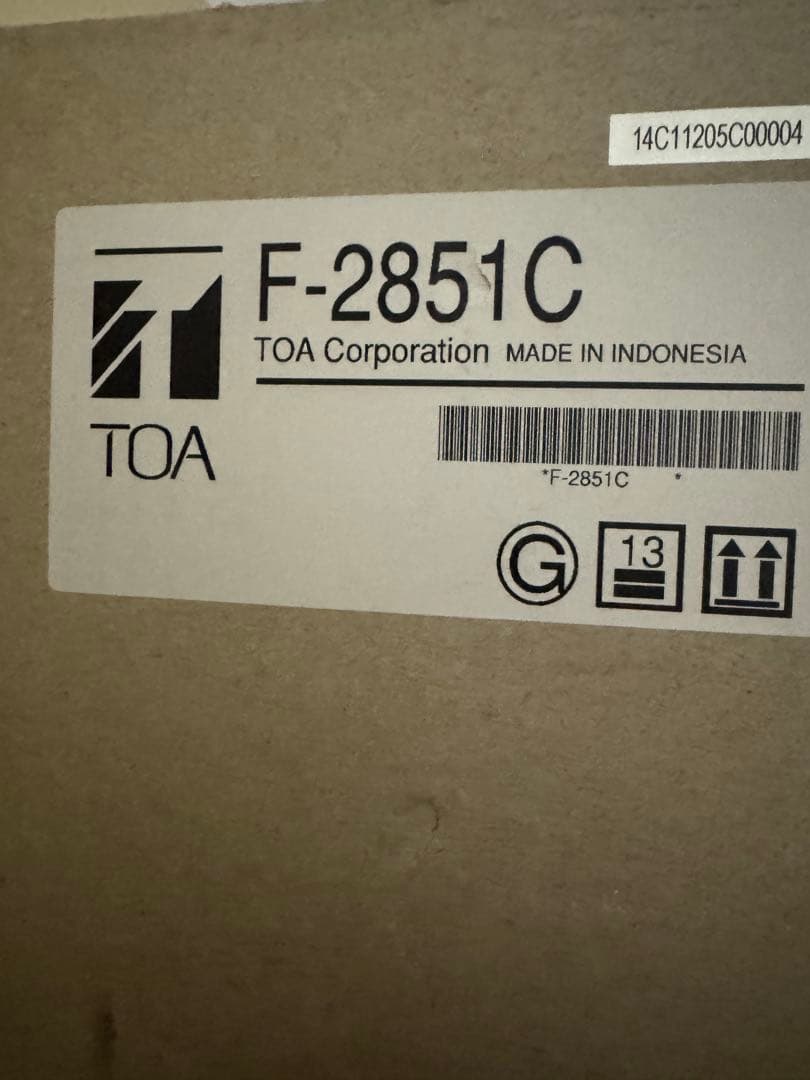 14C11205C00004
F-2851C
TOA Corporation MADE IN INDONESIA
TOA
*F-2851C *
G
13